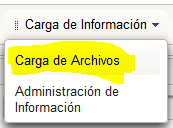 Carga de Información
Carga de Archivos
Administración de
Información